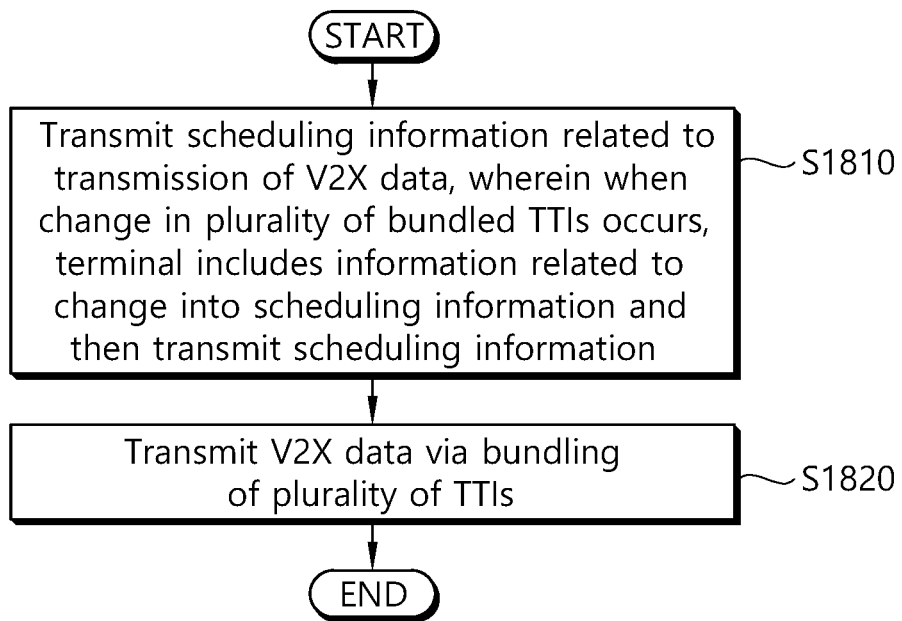 START
Transmit scheduling information related to
transmission of V2X data, wherein when
change in plurality of bundled TTIs occurs,
terminal includes information related to
change into scheduling information and
then transmit scheduling information
S1810
Transmit V2X data via bundling
of plurality of TTIs
S1820
END